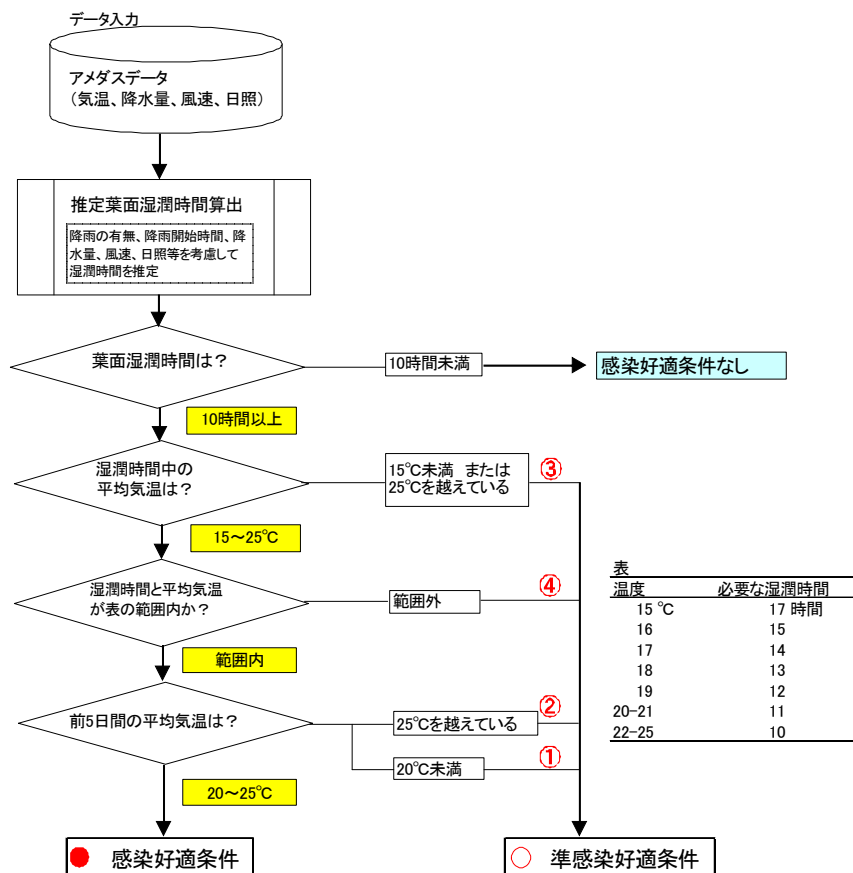 データ入力
アメダスデータ
(気温、降水量、風速、日照)
推定葉面湿潤時間算出
降雨の有無、降雨開始時間、降
水量、風速、日照等を考慮して
湿潤時間を推定
葉面湿潤時間は？
10時間未満
感染好適条件なし
10時間以上
湿潤時間中の
平均気温は？
15℃未満 または
25℃を越えている
③
15～25℃
湿潤時間と平均気温
が表の範囲内か？
範囲外
④
範囲内
前5日間の平均気温は？
25℃を越えている
②
20℃未満
①
20～25℃
● 感染好適条件
○ 準感染好適条件
表
温度 必要な湿潤時間
15 ℃ 17 時間
16 15
17 14
18 13
19 12
20-21 11
22-25 10